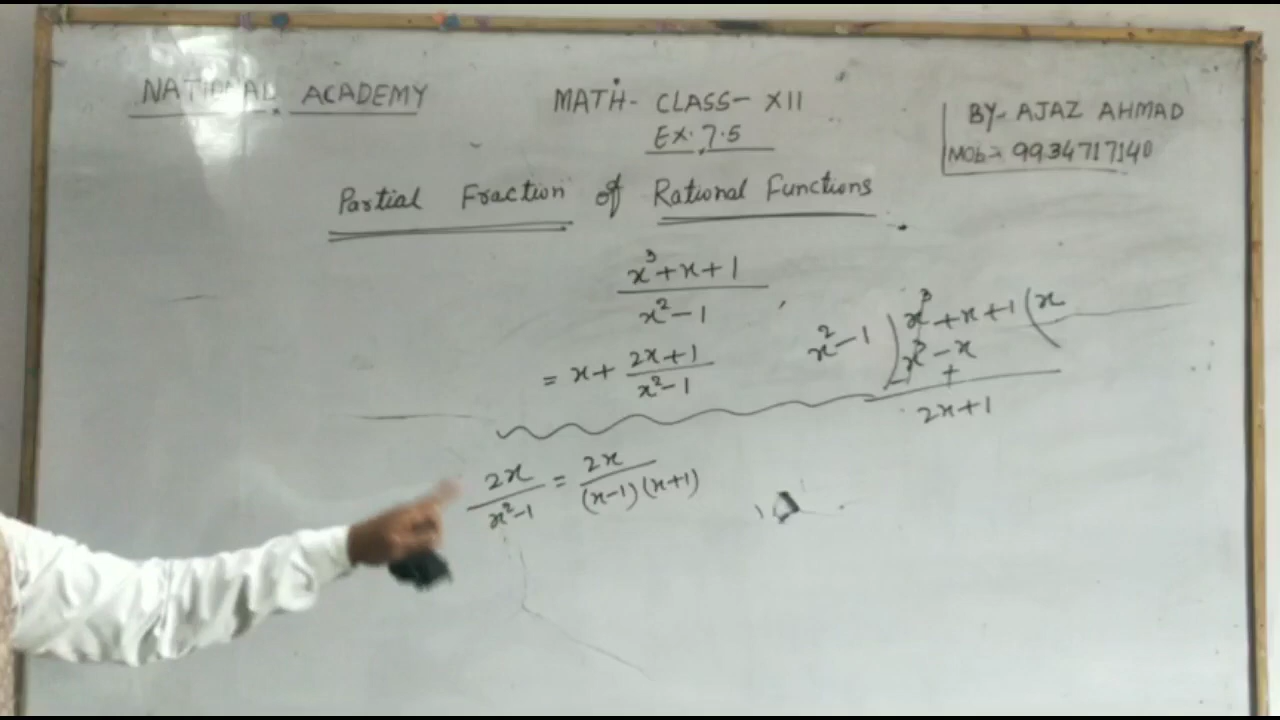 NATIONAL ACADEMY
MATH- CLASS- XII
EX. 7.5
BY- AJAZ AHMAD
MOb:- 9934717140
Partial Fraction of Rational Functions
x³+x+1
x²-1
= x+ 2x+1
x²-1
x²-1 ) x³+x+1 ( x
x³-x
- +
2x+1
2x = 2x
x²-1 (x-1)(x+1)